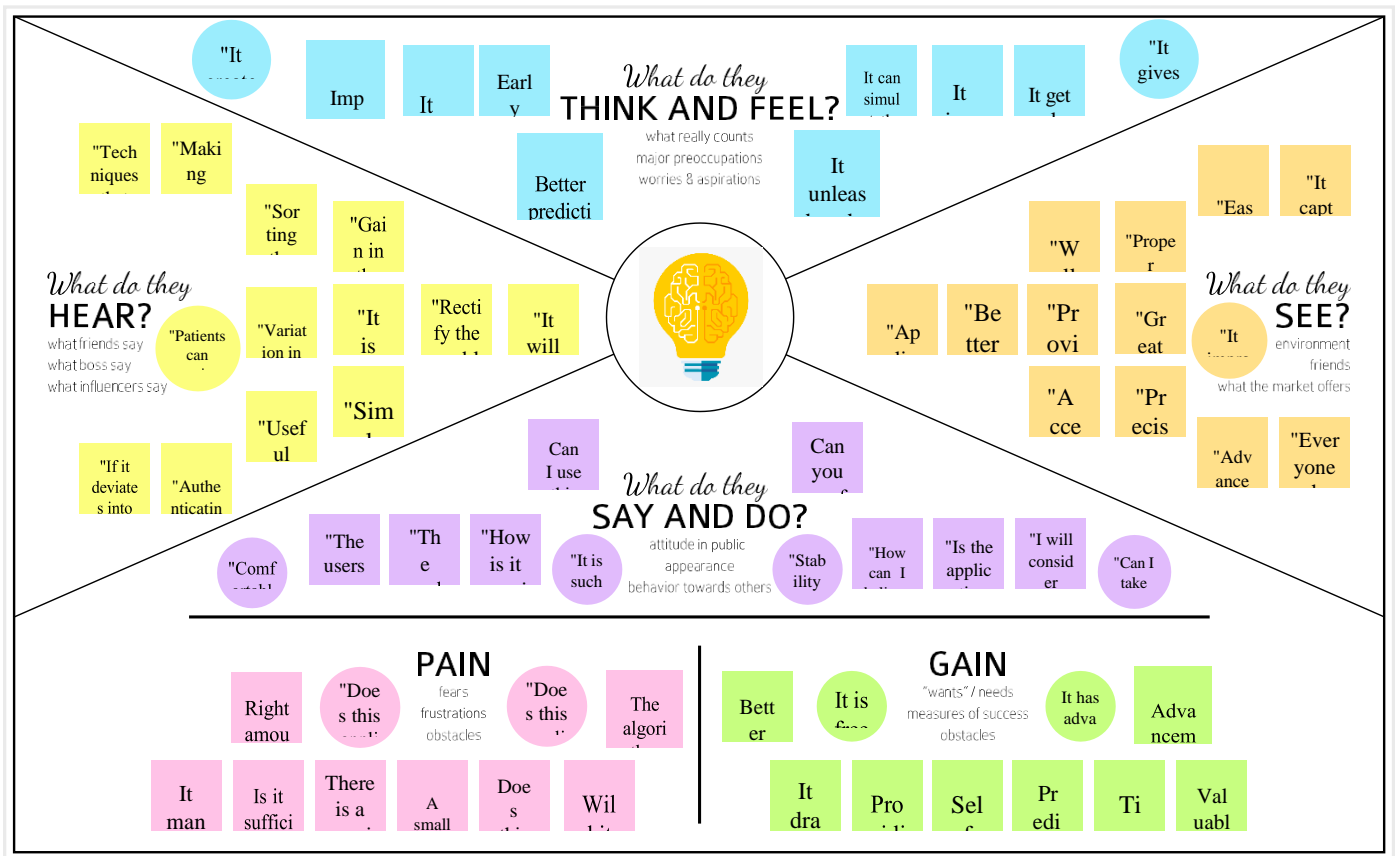 "It
Imp
It
Earl
y
What do they
THINK AND FEEL?
what really counts
major preoccupations
worries & aspirations
Better
predicti
It can
simul
It
It get
It
unleas
"It
gives
"Tech
niques
"Maki
ng
"Sor
ting
"Gai
n in
What do they
HEAR?
what friends say
what boss say
what influencers say
"Patients
can
"Variat
ion in
"It
is
"Recti
fy the
"It
will
"Usef
ul
"Sim
"If it
deviate
s into
"Authe
nticatin
"Eas
"It
capt
"W
"Prope
r
"Ap
"Be
tter
"Pr
ovi
"Gr
eat
"It
What do they
SEE?
environment
friends
what the market offers
"A
cce
"Pr
ecis
"Adv
ance
"Ever
yone
Can
I use
Can
you
What do they
SAY AND DO?
attitude in public
appearance
behavior towards others
"Comf
"The
users
"Th
e
"How
is it
"It is
such
"Stab
ility
"How
can I
"Is the
applic
"I will
consid
er
"Can I
take
PAIN
fears
frustrations
obstacles
Right
amou
"Doe
s this
"Doe
s this
The
algori
It
man
Is it
suffici
There
is a
A
small
Doe
s
Wil
GAIN
"wants" / needs
measures of success
obstacles
Bett
er
It is
It has
adva
Adva
ncem
It
dra
Pro
Sel
Pr
edi
Ti
Val
uabl